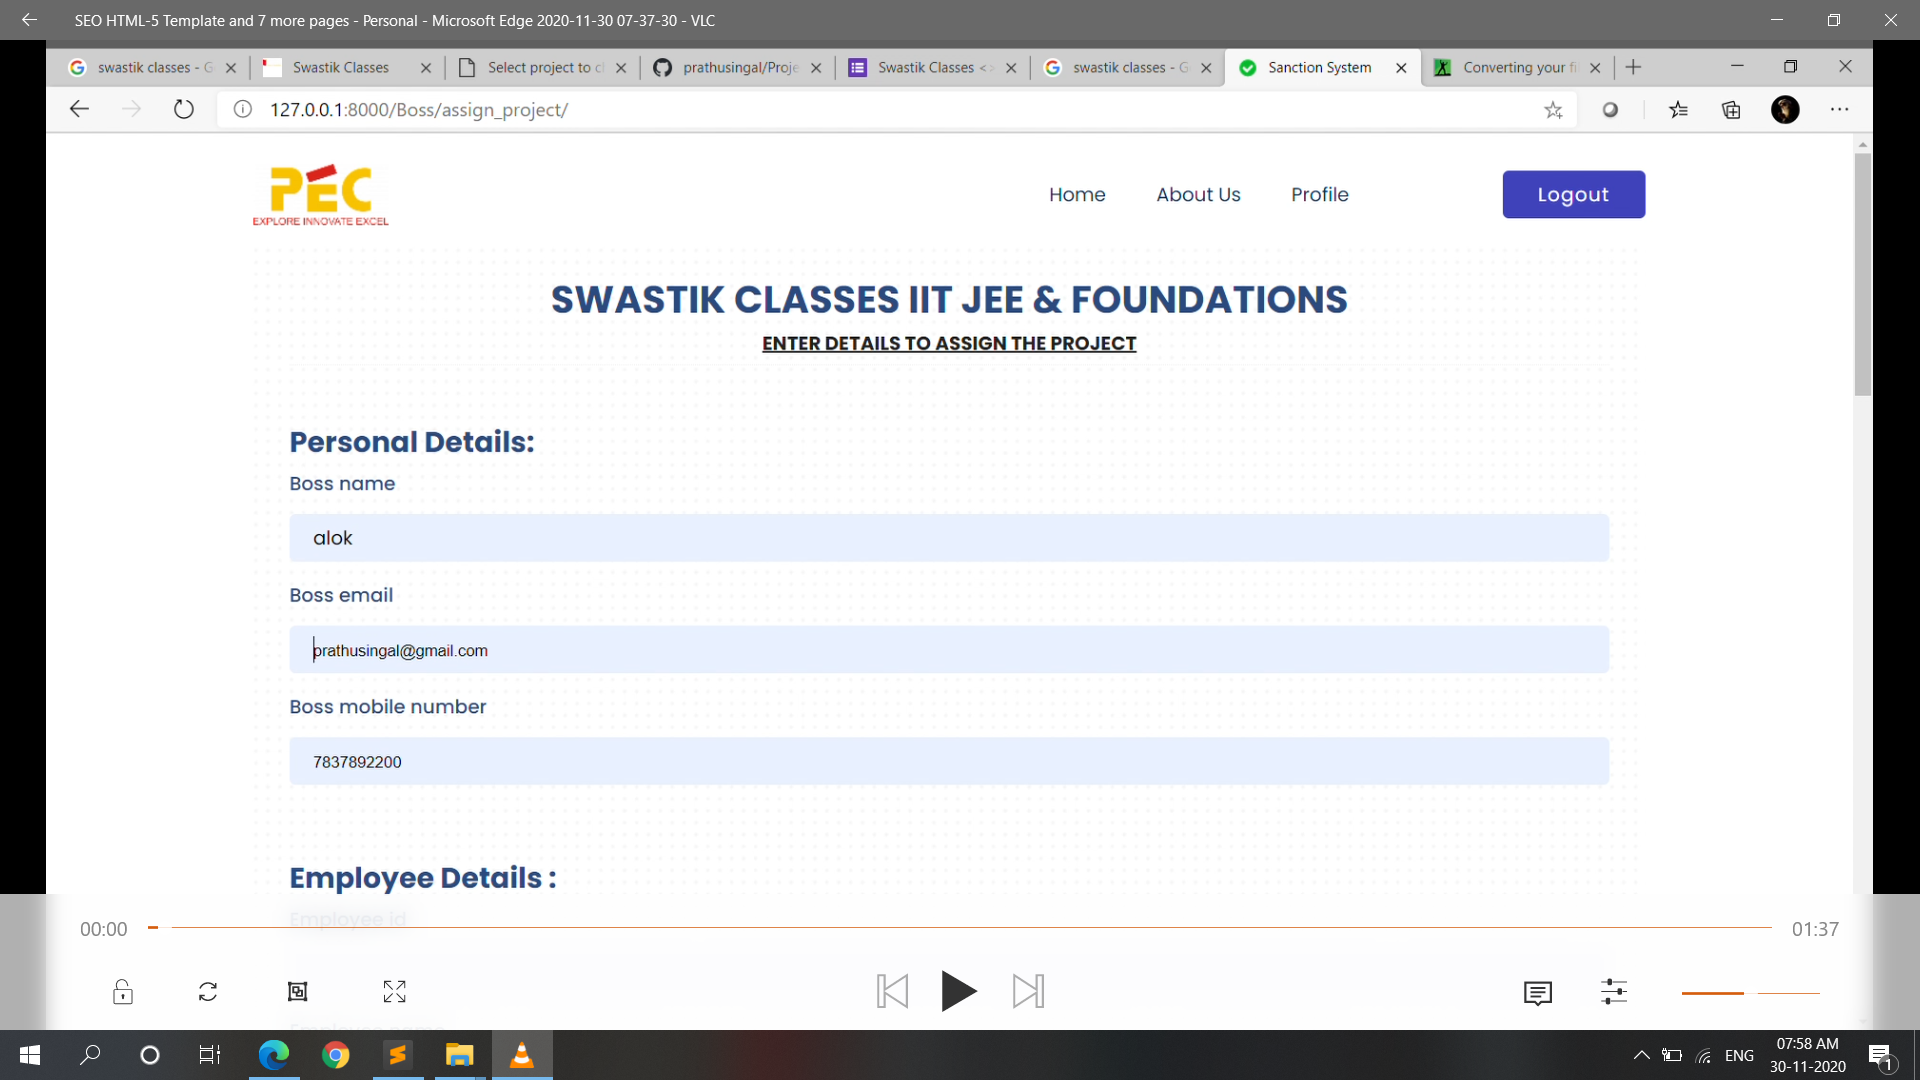 SEO HTML-5 Template and 7 more pages - Personal - Microsoft Edge 2020-11-30 07-37-30 - VLC
swastik classes - G
Swastik Classes
Select project to cl
prathusingal/Proje
Swastik Classes <>
swastik classes - G
Sanction System
Converting your fi
127.0.0.1:8000/Boss/assign_project/
PEC
EXPLORE INNOVATE EXCEL
Home
About Us
Profile
Logout
SWASTIK CLASSES IIT JEE & FOUNDATIONS
ENTER DETAILS TO ASSIGN THE PROJECT
Personal Details:
Boss name
alok
Boss email
prathusingal@gmail.com
Boss mobile number
7837892200
Employee Details :
Employee id
00:00
01:37
Employee name
ENG
07:58 AM
30-11-2020
1